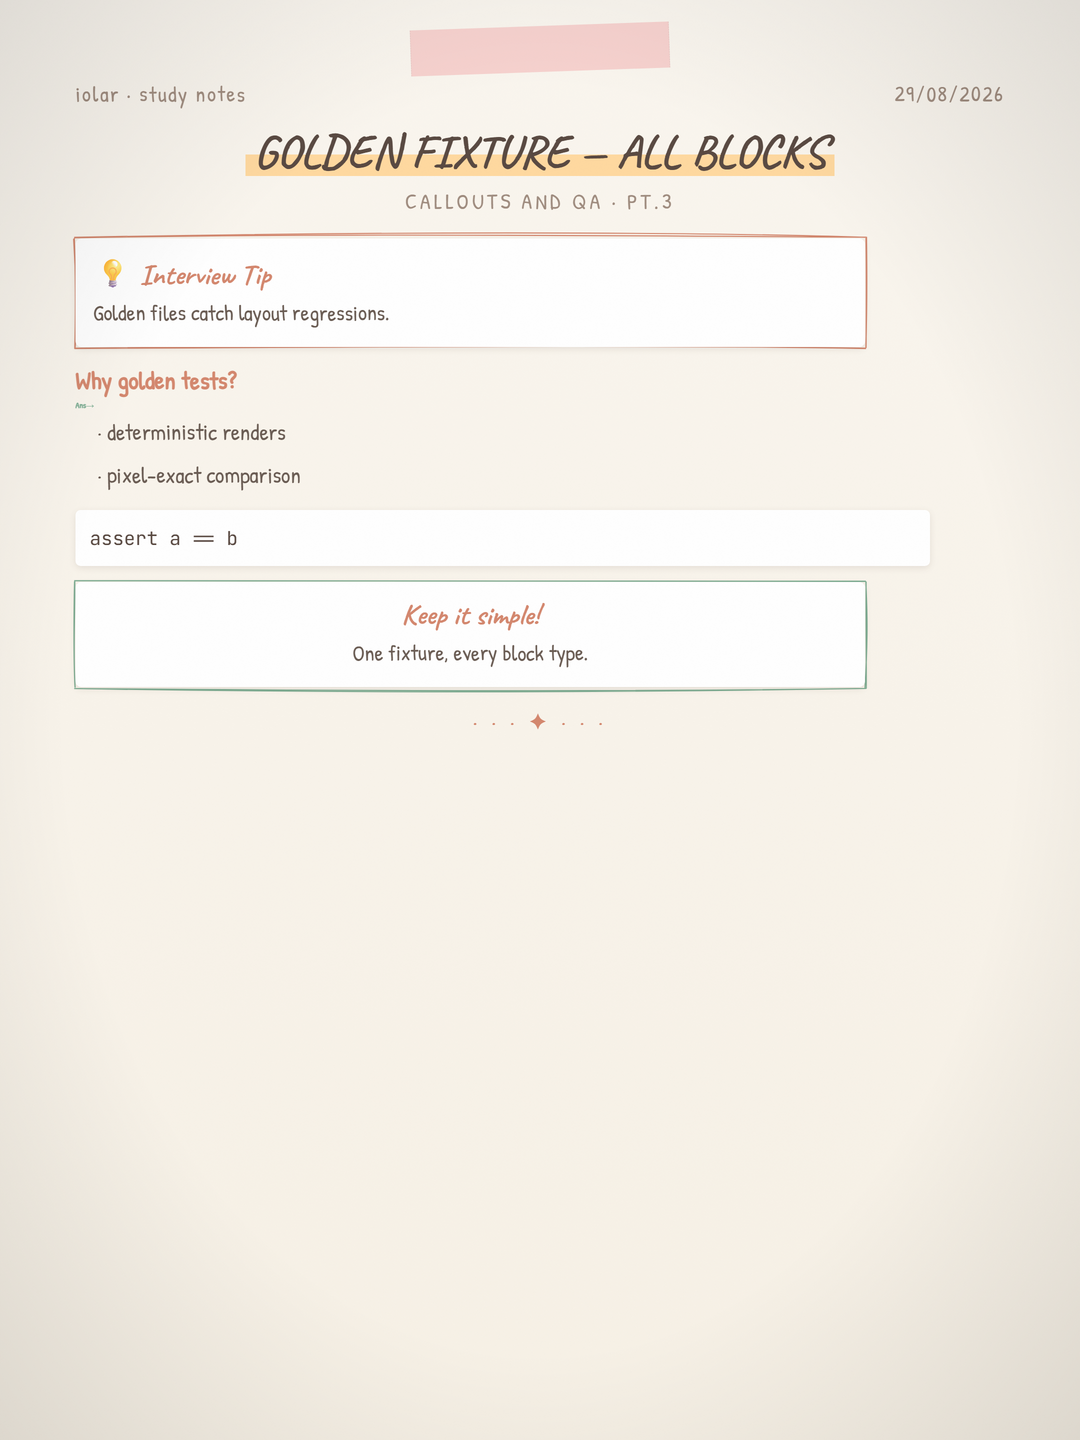 iolar · study notes
29/08/2026
GOLDEN FIXTURE — ALL BLOCKS
CALLOUTS AND QA · PT.3
💡 Interview Tip
Golden files catch layout regressions.
Why golden tests?
Ans→
· deterministic renders
· pixel-exact comparison
assert a == b
Keep it simple!
One fixture, every block type.
· · · ✦ · · ·